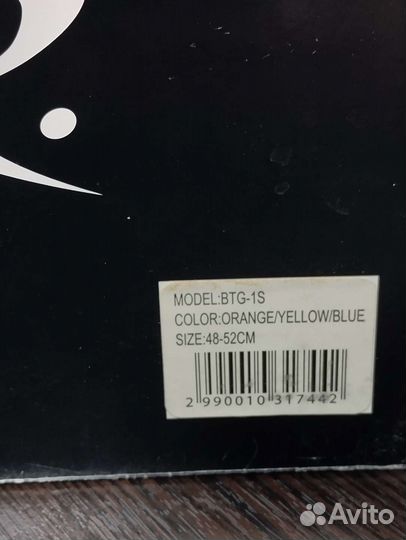 MODEL:BTG-1S
COLOR:ORANGE/YELLOW/BLUE
SIZE:48-52CM
2 990010 317442
Avito